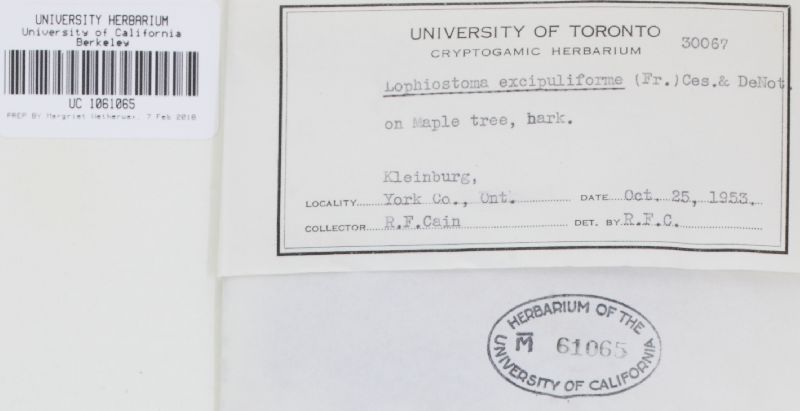 UNIVERSITY HERBARIUM
University of California
Berkeley
UC 1061065
PREP BY Margriet Wetherwax, 7 Feb 2018
UNIVERSITY OF TORONTO
CRYPTOGAMIC HERBARIUM
30067
Lophiostoma excipuliforme (Fr.)Ces.& DeNot.
on Maple tree, bark.
Kleinburg,
LOCALITY York Co., Ont. DATE Oct. 25, 1953.
COLLECTOR R.F.Cain DET. BY R.F.C.
HERBARIUM OF THE
M 61065
UNIVERSITY OF CALIFORNIA